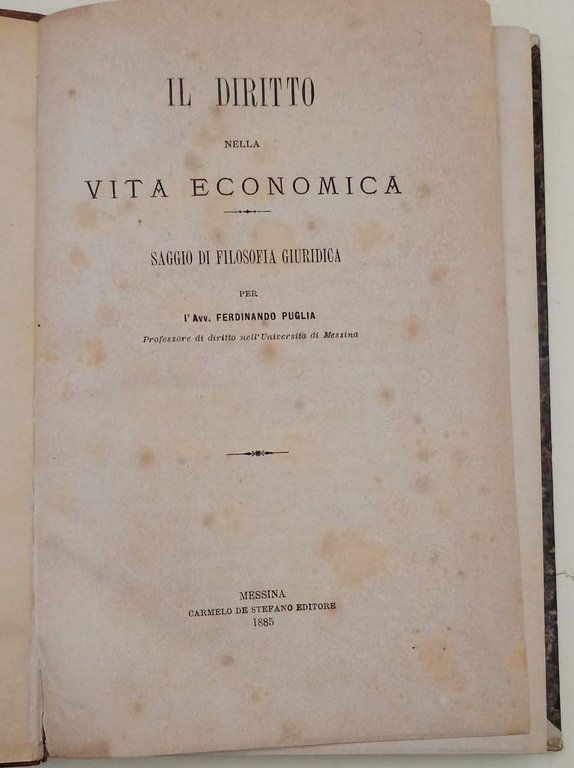 IL DIRITTO
NELLA
VITA ECONOMICA
SAGGIO DI FILOSOFIA GIURIDICA
PER
l'Avv. FERDINANDO PUGLIA
Professore di diritto nell'Università di Messina
MESSINA
CARMELO DE STEFANO EDITORE
1885